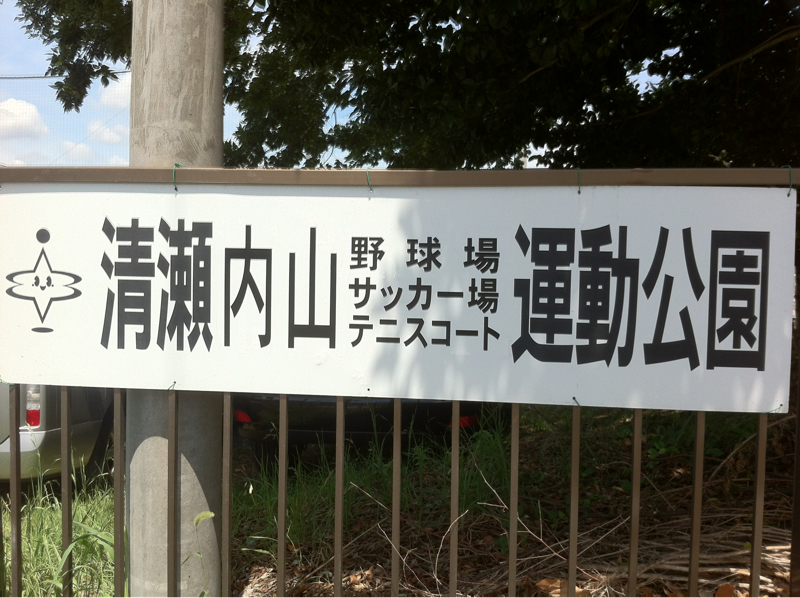 清瀬内山
野球場
サッカー場
テニスコート
運動公園